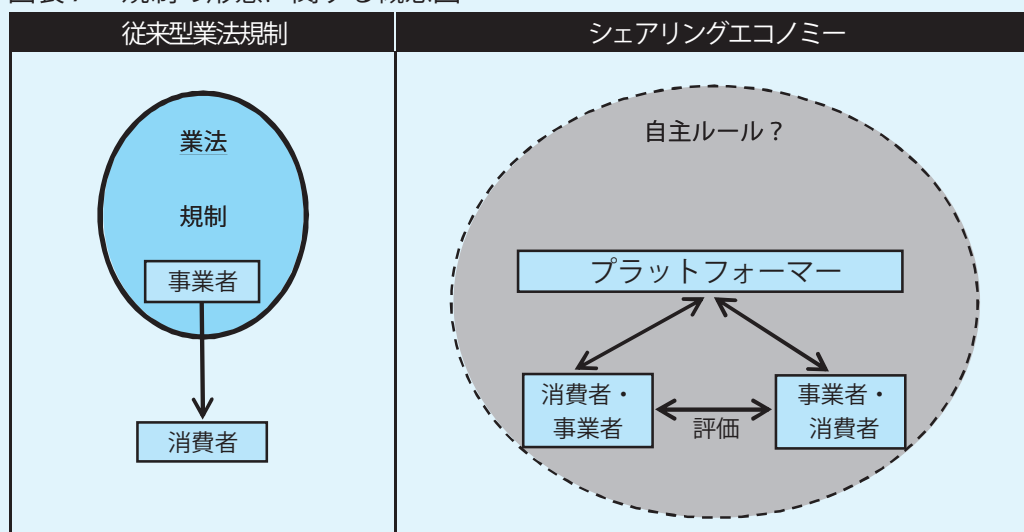 従来型業法規制
シェアリングエコノミー
業法
規制
事業者
消費者
自主ルール？
プラットフォーマー
消費者・
事業者
評価
事業者・
消費者